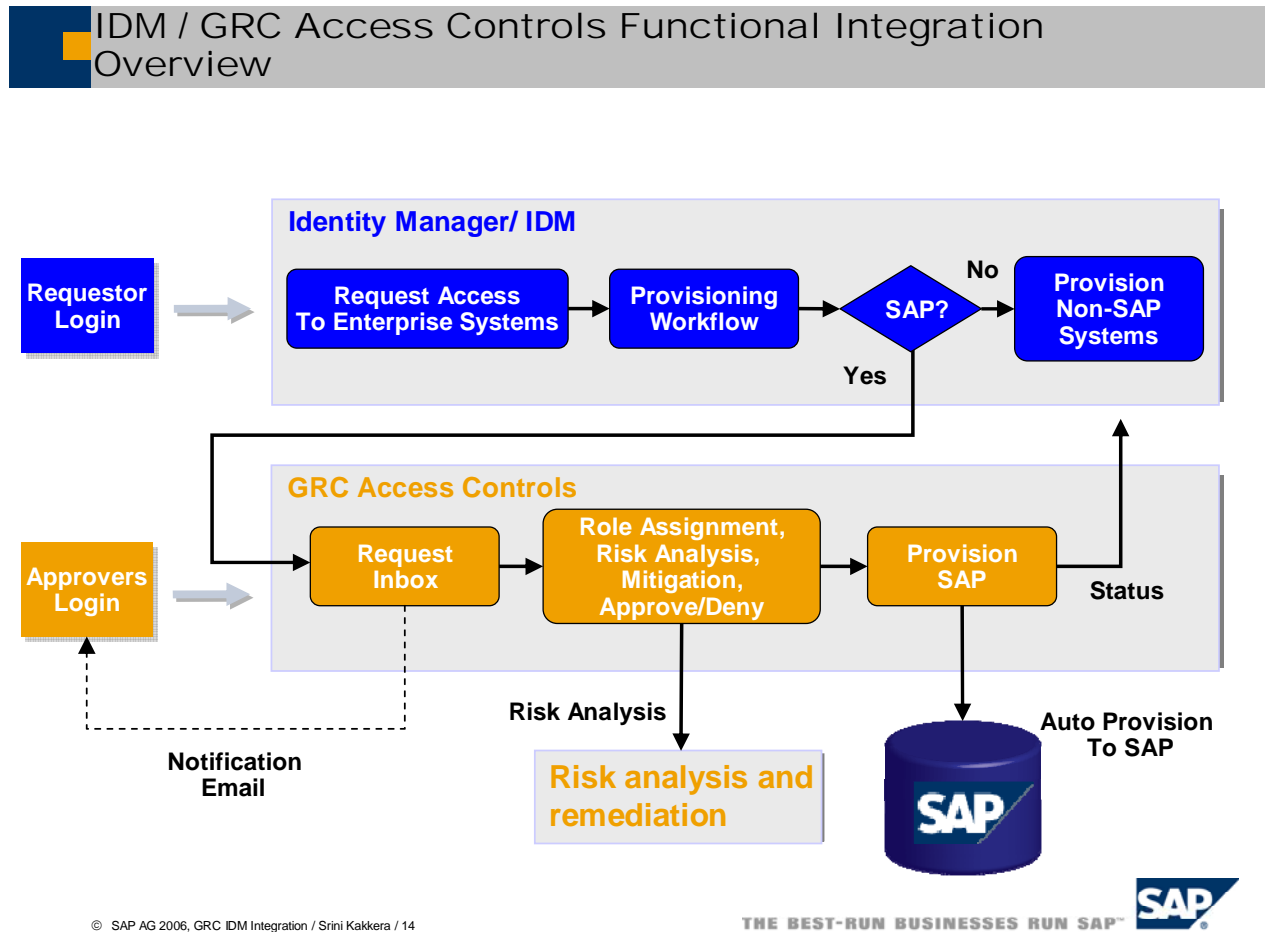 IDM / GRC Access Controls Functional Integration
Overview
Identity Manager/ IDM
Requestor
Login
Request Access
To Enterprise Systems
Provisioning
Workflow
SAP?
No
Provision
Non-SAP
Systems
Yes
GRC Access Controls
Approvers
Login
Request
Inbox
Role Assignment,
Risk Analysis,
Mitigation,
Approve/Deny
Provision
SAP
Status
Notification
Email
Risk Analysis
Risk analysis and
remediation
Auto Provision
To SAP
SAP
© SAP AG 2006, GRC IDM Integration / Srini Kakkera / 14
THE BEST-RUN BUSINESSES RUN SAP™
SAP